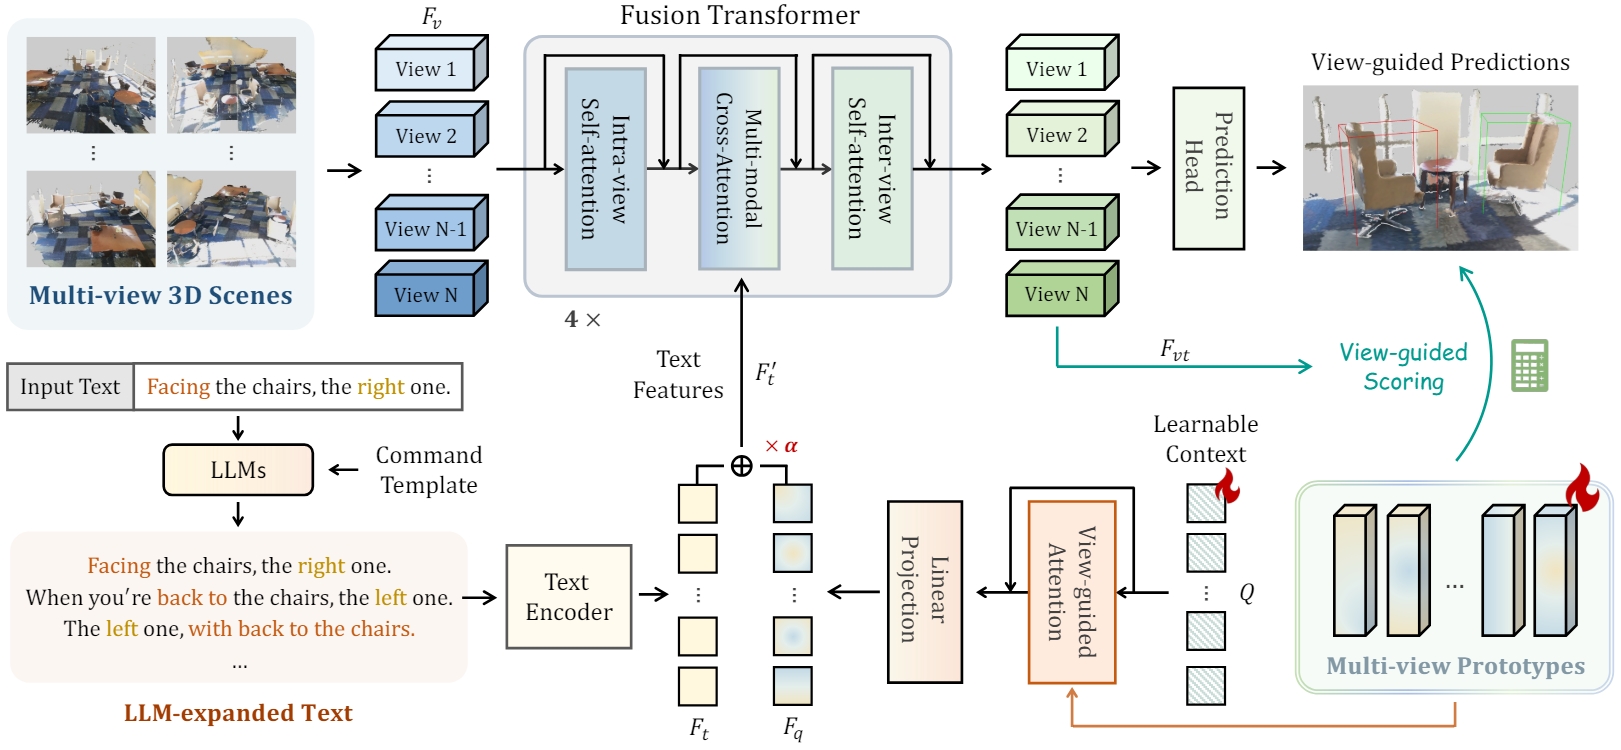 Fusion Transformer
F_v
View 1
View 2
⋮
View N-1
View N
Multi-view 3D Scenes
⋮
⋮
Intra-view
Self-attention
Multi-modal
Cross-Attention
Inter-view
Self-attention
4 ×
View 1
View 2
⋮
View N-1
View N
Prediction
Head
View-guided Predictions
Input Text
Facing the chairs, the right one.
LLMs
Command
Template
Facing the chairs, the right one.
When you're back to the chairs, the left one.
The left one, with back to the chairs.
...
LLM-expanded Text
Text
Encoder
Text
Features
F_t′
⊕
× α
⋮
⋮
F_t
F_q
Linear
Projection
View-guided
Attention
Learnable
Context
⋮
Q
F_vt
View-guided
Scoring
...
Multi-view Prototypes